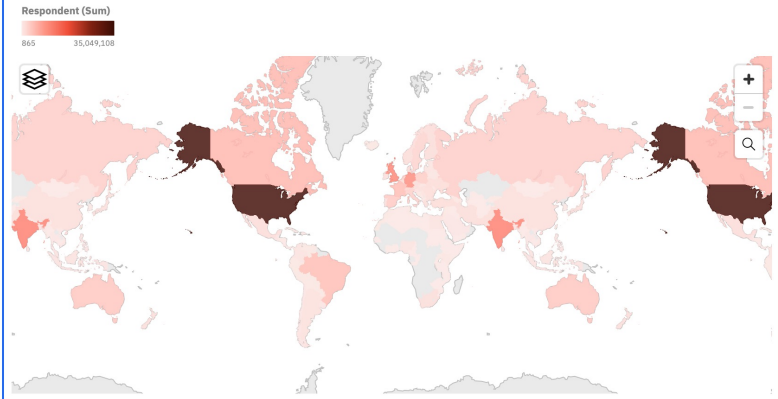 Respondent (Sum)
865 35,049,108
+
−